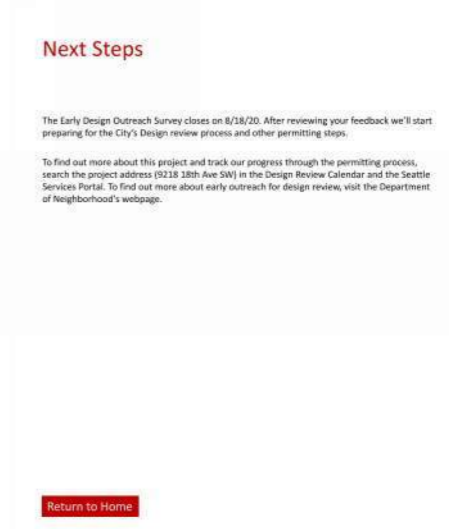 Next Steps
The Early Design Outreach Survey closes on 8/18/20. After reviewing your feedback we'll start
preparing for the City's Design review process and other permitting steps.
To find out more about this project and track our progress through the permitting process,
search the project address (9218 18th Ave SW) in the Design Review Calendar and the Seattle
Services Portal. To find out more about early outreach for design review, visit the Department
of Neighborhood's webpage.
Return to Home